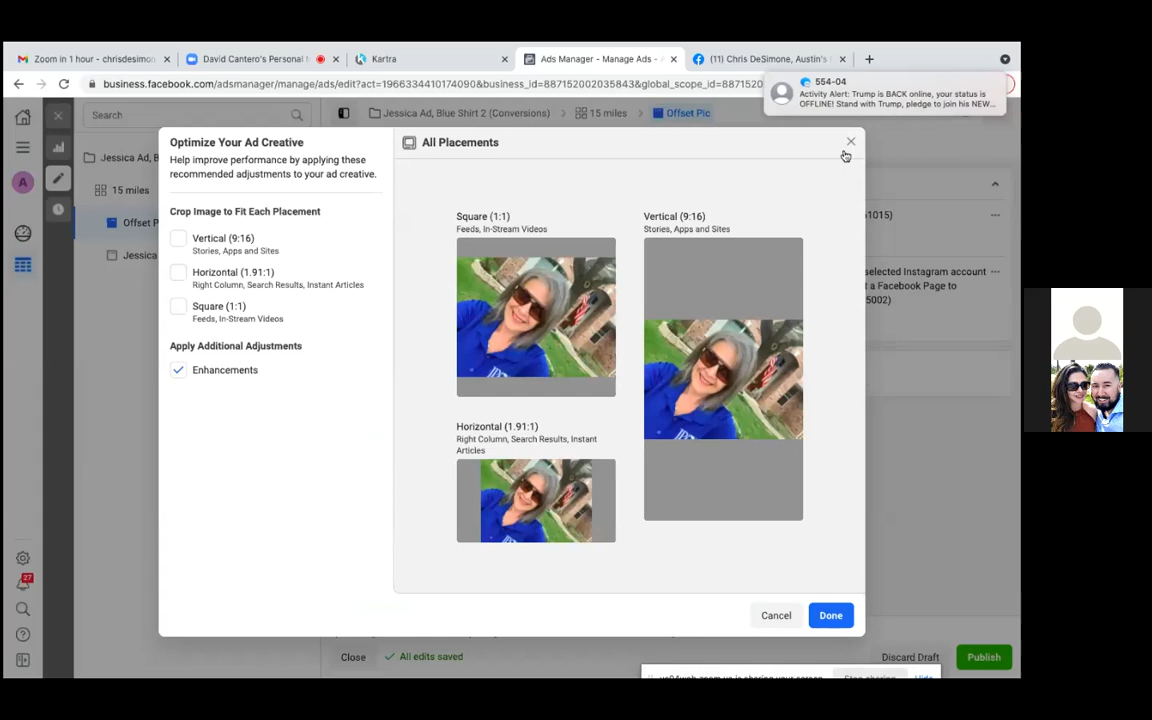 Zoom in 1 hour - chrisdesimon
David Cantero's Personal
Kartra
Ads Manager - Manage Ads -
(11) Chris DeSimone, Austin's
business.facebook.com/adsmanager/manage/ads/edit?act=1966334410174090&business_id=887152002035843&global_scope_id=88715200
554-04
Activity Alert: Trump is BACK online, your status is
OFFLINE! Stand with Trump, pledge to join his NEW...
Search
Jessica Ad, Blue Shirt 2 (Conversions)
15 miles
Offset Pic
Jessica Ad, B
15 miles
Offset P
Jessica
A
27
Optimize Your Ad Creative
Help improve performance by applying these
recommended adjustments to your ad creative.
Crop Image to Fit Each Placement
Vertical (9:16)
Stories, Apps and Sites
Horizontal (1.91:1)
Right Column, Search Results, Instant Articles
Square (1:1)
Feeds, In-Stream Videos
Apply Additional Adjustments
Enhancements
All Placements
Square (1:1)
Feeds, In-Stream Videos
Vertical (9:16)
Stories, Apps and Sites
Horizontal (1.91:1)
Right Column, Search Results, Instant
Articles
Cancel
Done
1015)
selected Instagram account
t a Facebook Page to
5002)
Close
All edits saved
Discard Draft
Publish